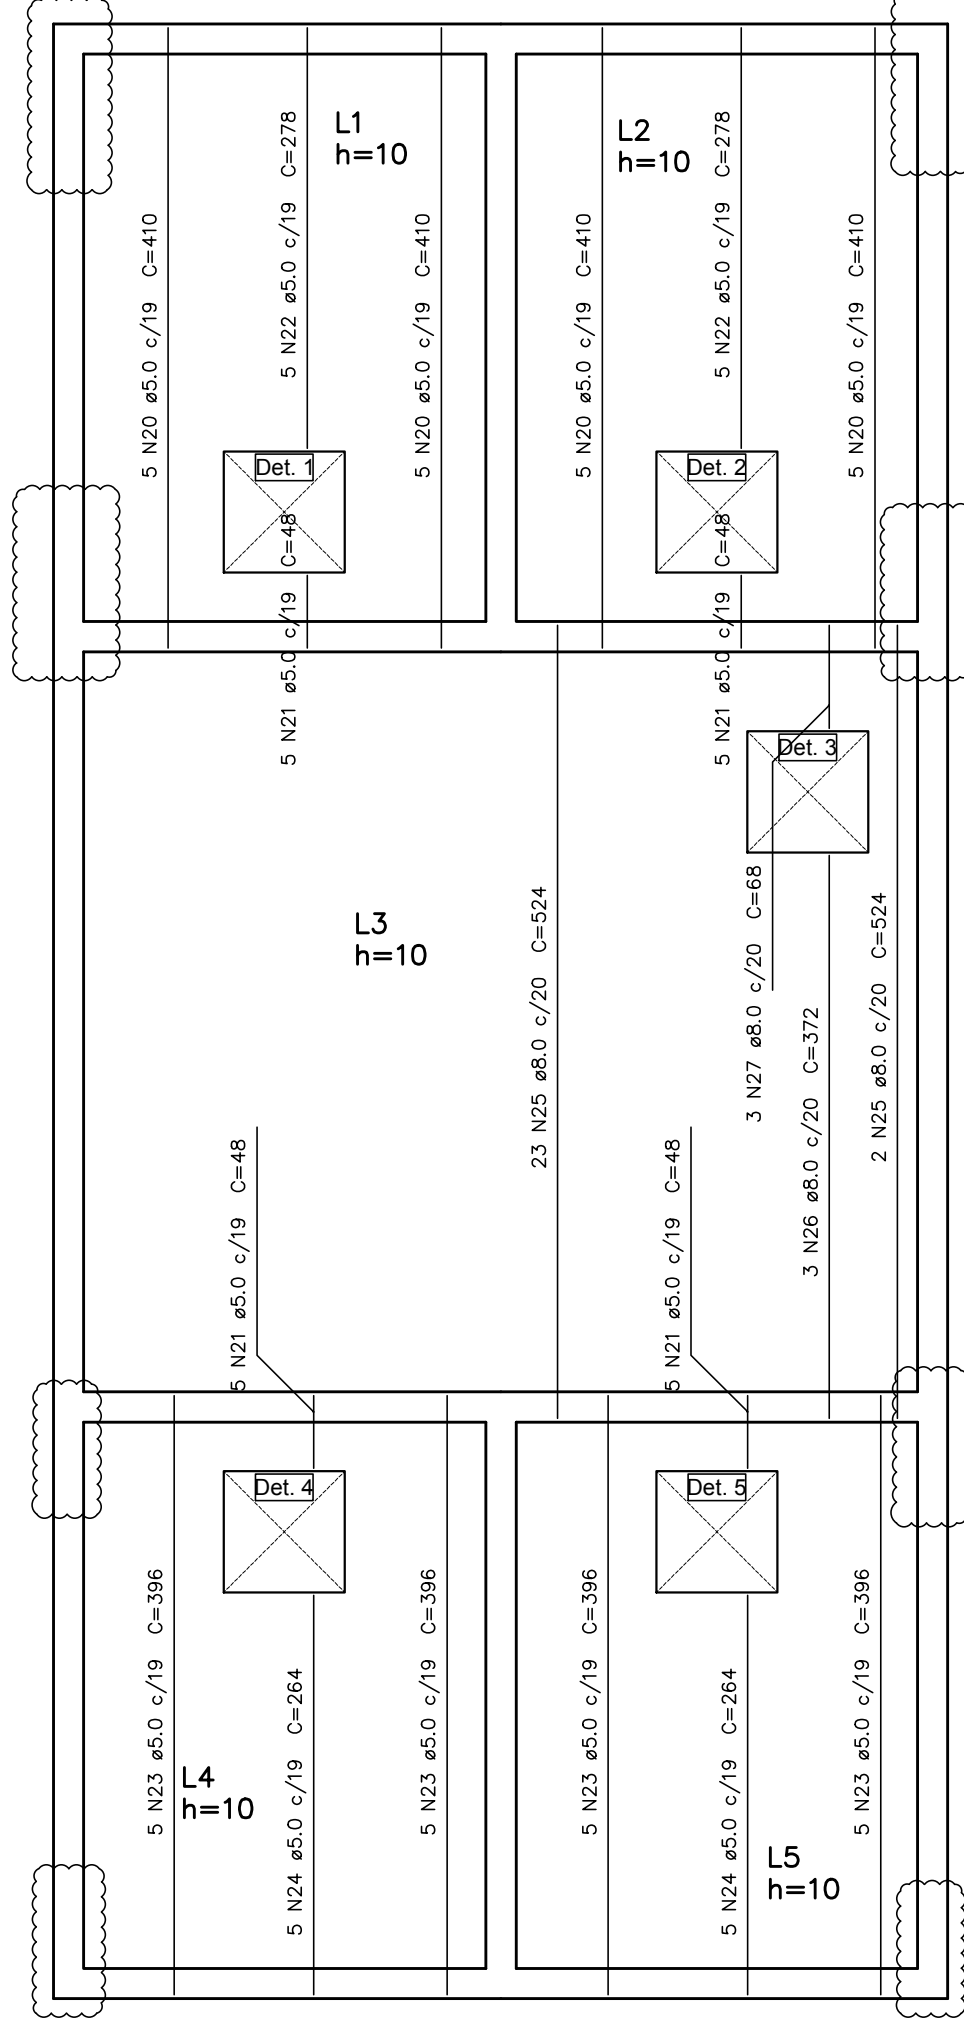 L1
h=10
L2
h=10
5 N20 ø5.0 c/19 C=410
5 N22 ø5.0 c/19 C=278
5 N20 ø5.0 c/19 C=410
5 N20 ø5.0 c/19 C=410
5 N22 ø5.0 c/19 C=278
5 N20 ø5.0 c/19 C=410
Det. 1
Det. 2
5 N21 ø5.0 c/19 C=48
5 N21 ø5.0 c/19 C=48
Det. 3
L3
h=10
23 N25 ø8.0 c/20 C=524
3 N27 ø8.0 c/20 C=68
3 N26 ø8.0 c/20 C=372
2 N25 ø8.0 c/20 C=524
5 N21 ø5.0 c/19 C=48
5 N21 ø5.0 c/19 C=48
Det. 4
Det. 5
5 N23 ø5.0 c/19 C=396
5 N24 ø5.0 c/19 C=264
5 N23 ø5.0 c/19 C=396
5 N23 ø5.0 c/19 C=396
5 N24 ø5.0 c/19 C=264
5 N23 ø5.0 c/19 C=396
L4
h=10
L5
h=10